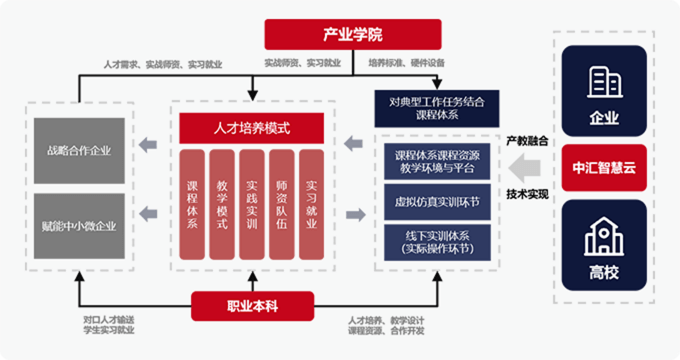 产业学院
人才需求、实战师资、实习就业
实战师资、实习就业
培养标准、硬件设备
战略合作企业
赋能中小微企业
人才培养模式
课程体系
教学模式
实践实训
师资队伍
实习就业
对典型工作任务结合
课程体系
课程体系课程资源
教学环境与平台
虚拟仿真实训环节
线下实训体系
（实际操作环节）
产教融合
技术实现
企业
中汇智慧云
高校
职业本科
对口人才输送
学生实习就业
人才培养、教学设计
课程资源、合作开发